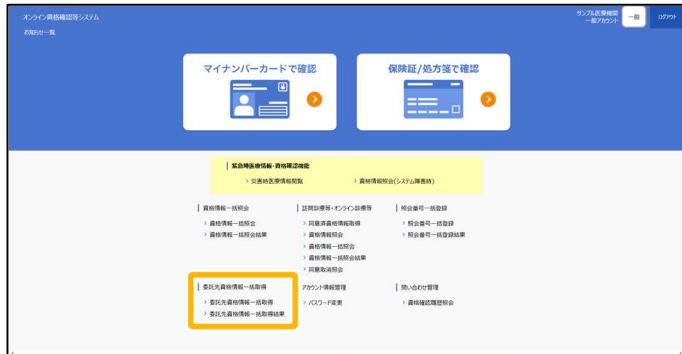 オンライン資格確認等システム
サンプル医療機関
一般アカウント
一般
ログアウト
お知らせ一覧
マイナンバーカードで確認
保険証/処方箋で確認
緊急時医療情報・資格確認機能
災害時医療情報閲覧
資格情報照会(システム障害時)
資格情報一括照会
資格情報一括照会
資格情報一括照会結果
訪問診療等・オンライン診療等
同意済資格情報取得
資格情報照会
資格情報一括照会
資格情報一括照会結果
同意取消照会
照会番号一括登録
照会番号一括登録
照会番号一括登録結果
委託先資格情報一括取得
委託先資格情報一括取得
委託先資格情報一括取得結果
アカウント情報管理
パスワード変更
問い合わせ管理
資格確認履歴照会